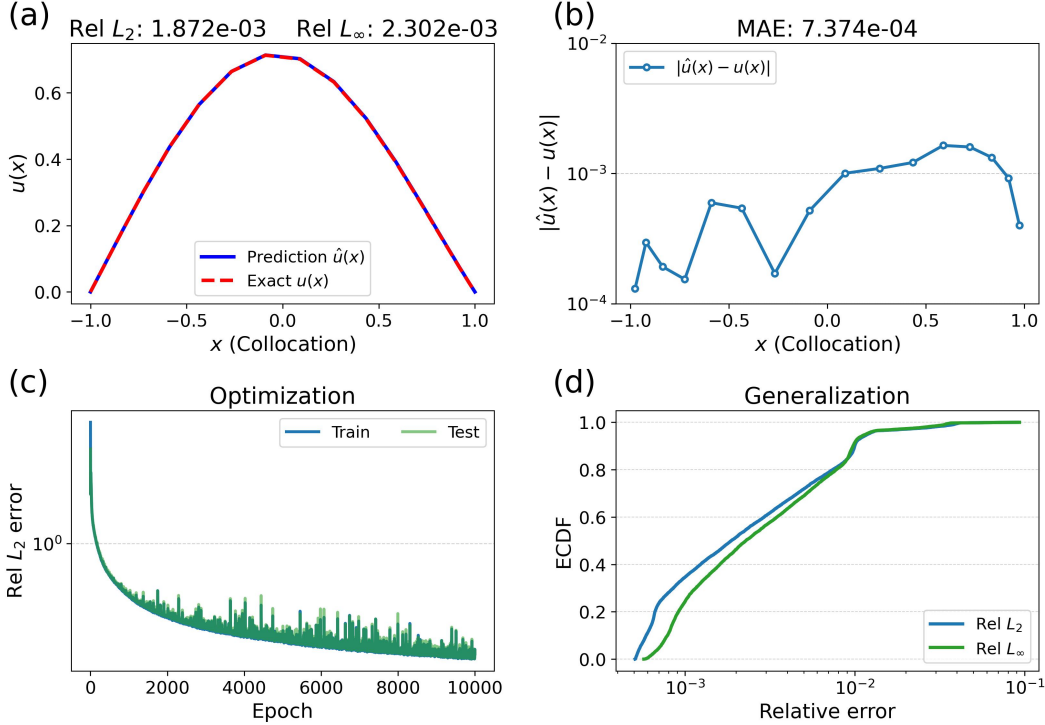 (a)
Rel L₂: 1.872e-03 Rel L∞: 2.302e-03
u(x)
0.6
0.4
0.2
0.0
Prediction û(x)
Exact u(x)
−1.0 −0.5 0.0 0.5 1.0
x (Collocation)
(b)
MAE: 7.374e-04
|û(x) − u(x)|
10⁻²
10⁻³
10⁻⁴
|û(x) − u(x)|
−1.0 −0.5 0.0 0.5 1.0
x (Collocation)
(c)
Optimization
Train Test
Rel L₂ error
10⁰
0 2000 4000 6000 8000 10000
Epoch
(d)
Generalization
ECDF
1.0
0.8
0.6
0.4
0.2
0.0
Rel L₂
Rel L∞
10⁻³ 10⁻² 10⁻¹
Relative error